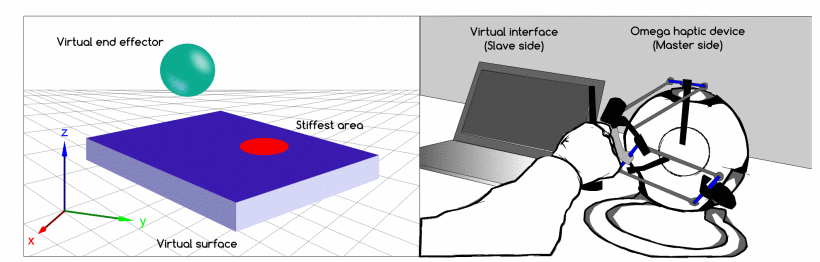 Virtual end effector
Stiffest area
z
y
x
Virtual surface
Virtual interface
(Slave side)
Omega haptic device
(Master side)